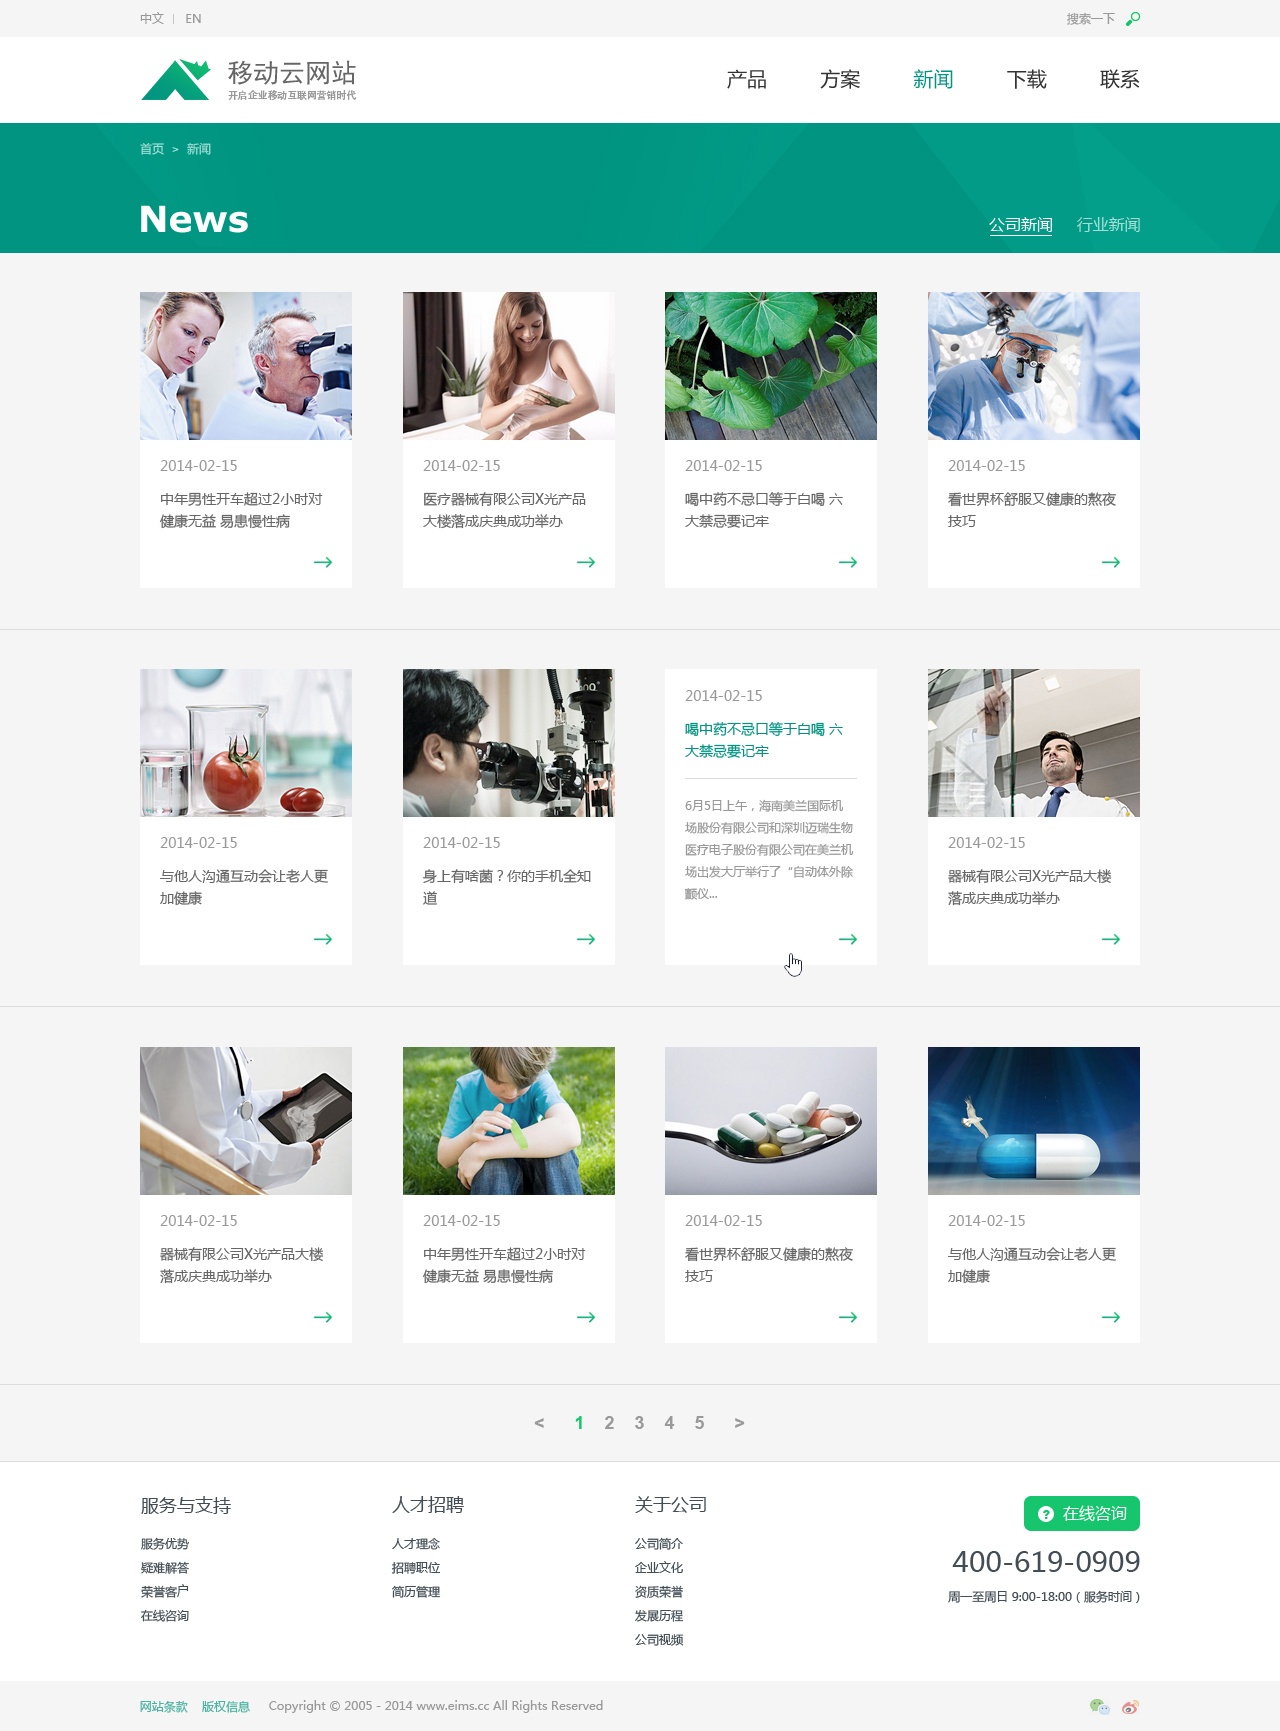 中文 | EN
搜索一下
移动云网站
开启企业移动互联网营销时代
产品 方案 新闻 下载 联系
首页 > 新闻
News
公司新闻 行业新闻
2014-02-15
中年男性开车超过2小时对
健康无益 易患慢性病
2014-02-15
医疗器械有限公司X光产品
大楼落成庆典成功举办
2014-02-15
喝中药不忌口等于白喝 六
大禁忌要记牢
2014-02-15
看世界杯舒服又健康的熬夜
技巧
2014-02-15
与他人沟通互动会让老人更
加健康
2014-02-15
身上有啥菌？你的手机全知
道
2014-02-15
喝中药不忌口等于白喝 六
大禁忌要记牢
6月5日上午，海南美兰国际机
场股份有限公司和深圳迈瑞生物
医疗电子股份有限公司在美兰机
场出发大厅举行了“自动体外除
颤仪...
2014-02-15
器械有限公司X光产品大楼
落成庆典成功举办
2014-02-15
器械有限公司X光产品大楼
落成庆典成功举办
2014-02-15
中年男性开车超过2小时对
健康无益 易患慢性病
2014-02-15
看世界杯舒服又健康的熬夜
技巧
2014-02-15
与他人沟通互动会让老人更
加健康
< 1 2 3 4 5 >
服务与支持
服务优势
疑难解答
荣誉客户
在线咨询
人才招聘
人才理念
招聘职位
简历管理
关于公司
公司简介
企业文化
资质荣誉
发展历程
公司视频
在线咨询
400-619-0909
周一至周日 9:00-18:00（服务时间）
网站条款 版权信息 Copyright © 2005 - 2014 www.eims.cc All Rights Reserved